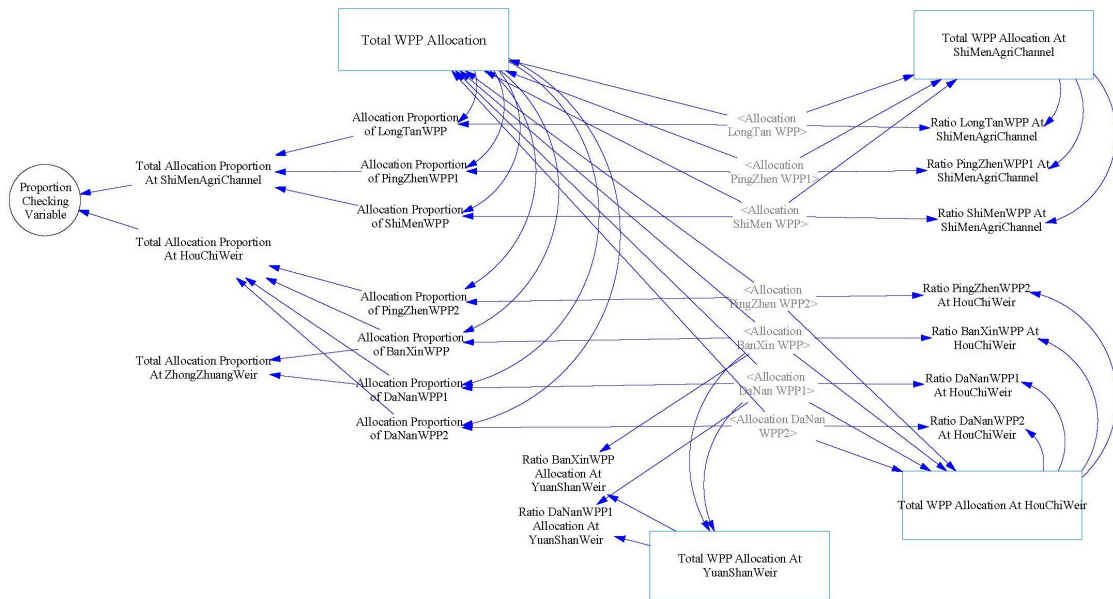 Total WPP Allocation
Total WPP Allocation At
ShiMenAgriChannel
Allocation Proportion
of LongTanWPP
<Allocation
LongTan WPP>
Ratio LongTanWPP At
ShiMenAgriChannel
Total Allocation Proportion
At ShiMenAgriChannel
Allocation Proportion
of PingZhenWPP1
<Allocation
PingZhen WPP1>
Ratio PingZhenWPP1 At
ShiMenAgriChannel
Proportion
Checking
Variable
Allocation Proportion
of ShiMenWPP
<Allocation
ShiMen WPP>
Ratio ShiMenWPP At
ShiMenAgriChannel
Total Allocation Proportion
At HouChiWeir
Allocation Proportion
of PingZhenWPP2
<Allocation
PingZhen WPP2>
Ratio PingZhenWPP2
At HouChiWeir
Allocation Proportion
of BanXinWPP
<Allocation
BanXin WPP>
Ratio BanXinWPP At
HouChiWeir
Total Allocation Proportion
At ZhongZhuangWeir
Allocation Proportion
of DaNanWPP1
<Allocation
DaNan WPP1>
Ratio DaNanWPP1
At HouChiWeir
Allocation Proportion
of DaNanWPP2
<Allocation DaNan
WPP2>
Ratio DaNanWPP2
At HouChiWeir
Ratio BanXinWPP
Allocation At
YuanShanWeir
Ratio DaNanWPP1
Allocation At
YuanShanWeir
Total WPP Allocation At HouChiWeir
Total WPP Allocation At
YuanShanWeir